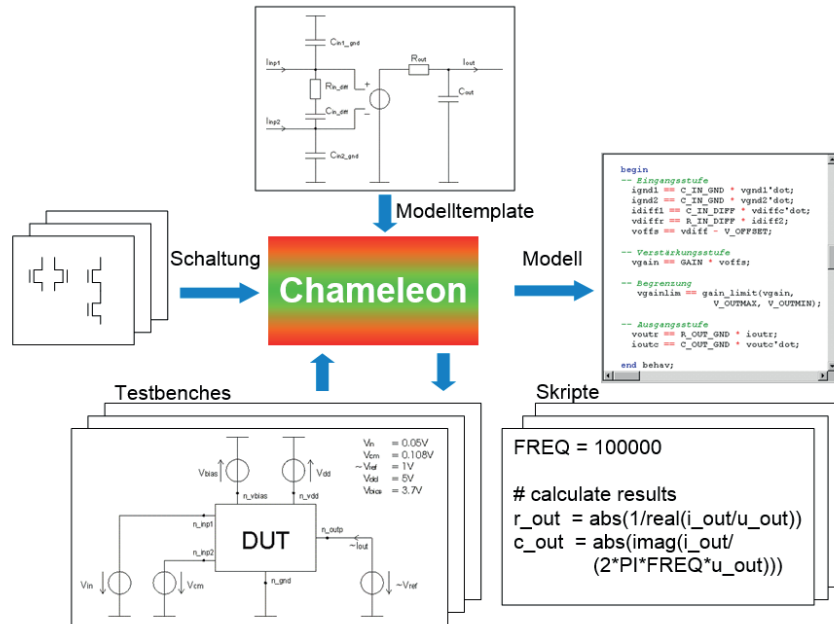 C_in1_gnd
I_inp1
R_out
I_out
R_in_diff
+
C_out
C_in_diff
-
I_inp2
C_in2_gnd
Modelltemplate
Schaltung
Chameleon
Modell
begin
-- Eingangsstufe
ignd1 == C_IN_GND * vgnd1'dot;
ignd2 == C_IN_GND * vgnd2'dot;
idiff1 == C_IN_DIFF * vdiffc'dot;
vdiffr == R_IN_DIFF * idiff2;
voffs == vdiff - V_OFFSET;
-- Verstärkungsstufe
vgain == GAIN * voffs;
-- Begrenzung
vgainlim == gain_limit(vgain,
V_OUTMAX, V_OUTMIN);
-- Ausgangsstufe
voutr == R_OUT_GND * ioutr;
ioutc == C_OUT_GND * voutc'dot;
end behav;
Testbenches
V_in = 0.05V
V_cm = 0.108V
~V_ref = 1V
V_dd = 5V
V_bias = 3.7V
V_bias
V_dd
n_vbias
n_vdd
n_inp1
n_outp
DUT
~I_out
n_inp2
n_gnd
V_in
V_cm
~V_ref
Skripte
FREQ = 100000
# calculate results
r_out = abs(1/real(i_out/u_out))
c_out = abs(imag(i_out/
(2*PI*FREQ*u_out)))